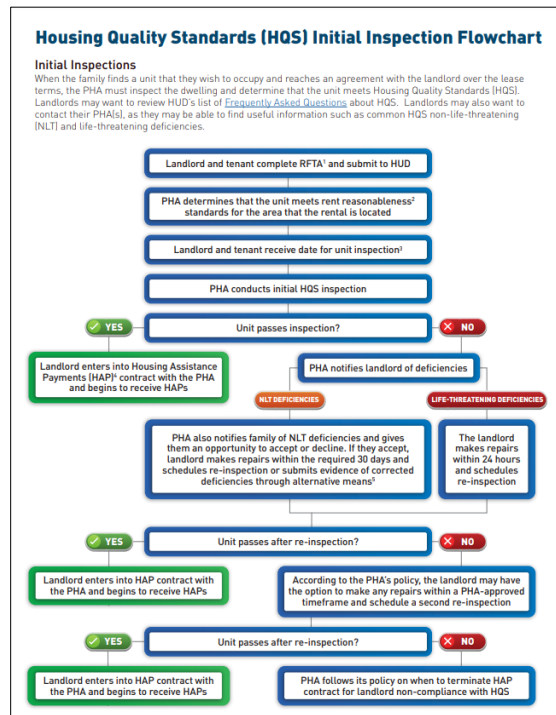 Housing Quality Standards (HQS) Initial Inspection Flowchart
Initial Inspections
When the family finds a unit that they wish to occupy and reaches an agreement with the landlord over the lease
terms, the PHA must inspect the dwelling and determine that the unit meets Housing Quality Standards (HQS).
Landlords may want to review HUD's list of Frequently Asked Questions about HQS. Landlords may also want to
contact their PHA(s), as they may be able to find useful information such as common HQS non-life-threatening
(NLT) and life-threatening deficiencies.
Landlord and tenant complete RFTA¹ and submit to HUD
PHA determines that the unit meets rent reasonableness²
standards for the area that the rental is located
Landlord and tenant receive date for unit inspection³
PHA conducts initial HQS inspection
YES
Unit passes inspection?
NO
Landlord enters into Housing Assistance
Payments (HAP)⁴ contract with the PHA
and begins to receive HAPs
PHA notifies landlord of deficiencies
NLT DEFICIENCIES
LIFE-THREATENING DEFICIENCIES
PHA also notifies family of NLT deficiencies and gives
them an opportunity to accept or decline. If they accept,
landlord makes repairs within the required 30 days and
schedules re-inspection or submits evidence of corrected
deficiencies through alternative means⁵
The landlord
makes repairs
within 24 hours
and schedules
re-inspection
YES
Unit passes after re-inspection?
NO
Landlord enters into HAP contract with
the PHA and begins to receive HAPs
According to the PHA's policy, the landlord may have
the option to make any repairs within a PHA-approved
timeframe and schedule a second re-inspection
YES
Unit passes after re-inspection?
NO
Landlord enters into HAP contract with
the PHA and begins to receive HAPs
PHA follows its policy on when to terminate HAP
contract for landlord non-compliance with HQS